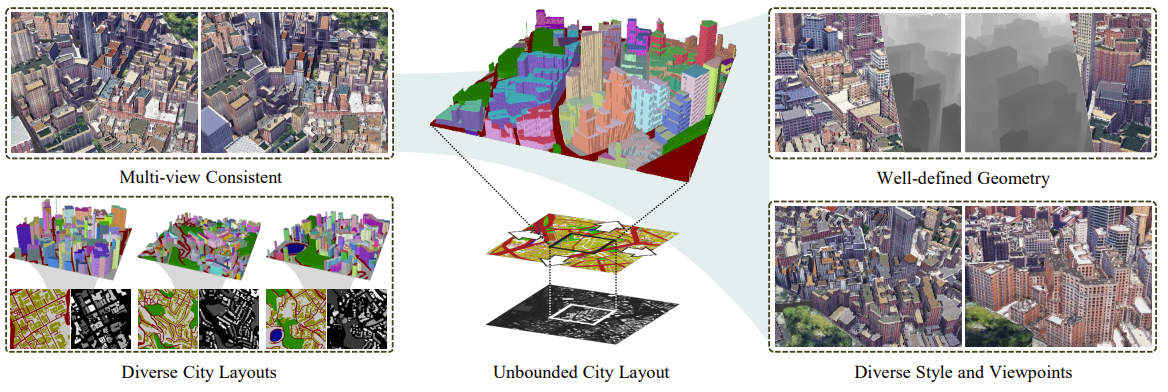 Multi-view Consistent
Well-defined Geometry
Diverse City Layouts
Unbounded City Layout
Diverse Style and Viewpoints